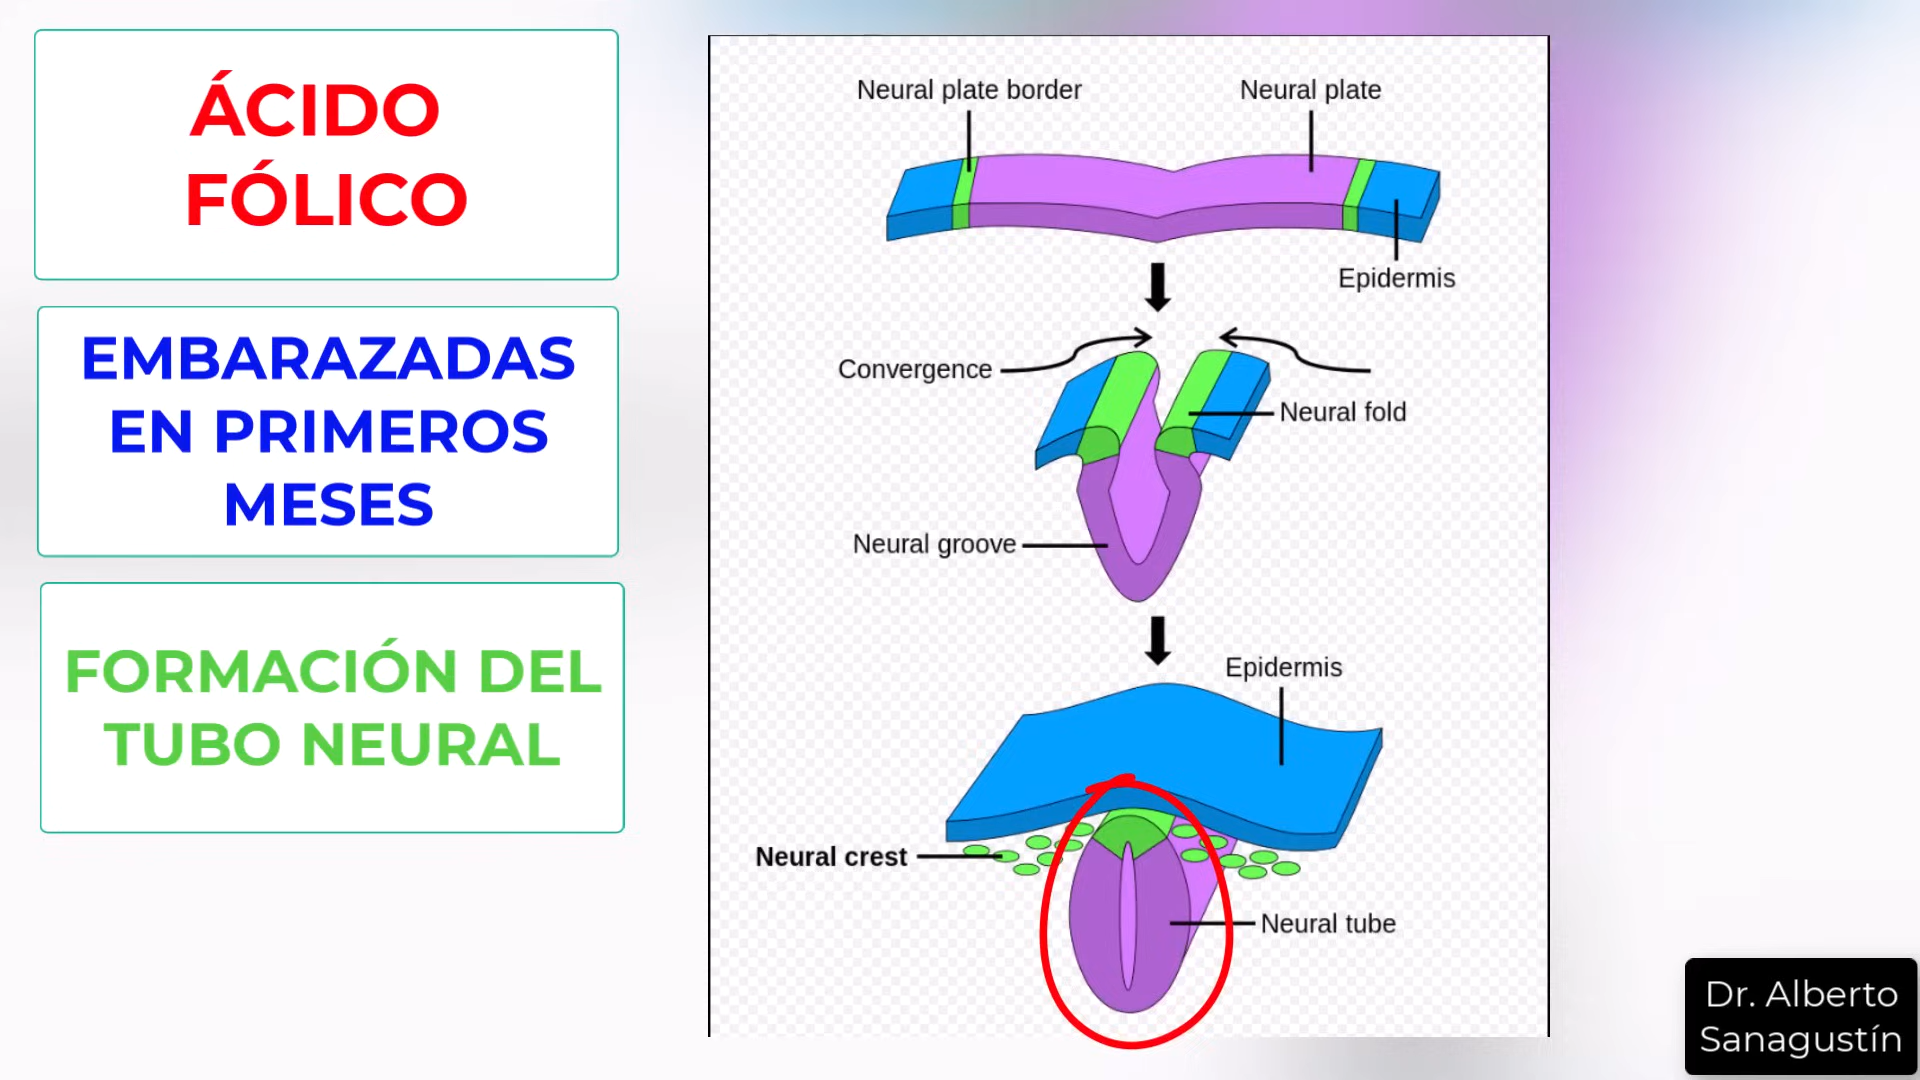 ÁCIDO
FÓLICO
EMBARAZADAS
EN PRIMEROS
MESES
FORMACIÓN DEL
TUBO NEURAL
Neural plate border
Neural plate
Epidermis
Convergence
Neural fold
Neural groove
Epidermis
Neural crest
Neural tube
Dr. Alberto
Sanagustín